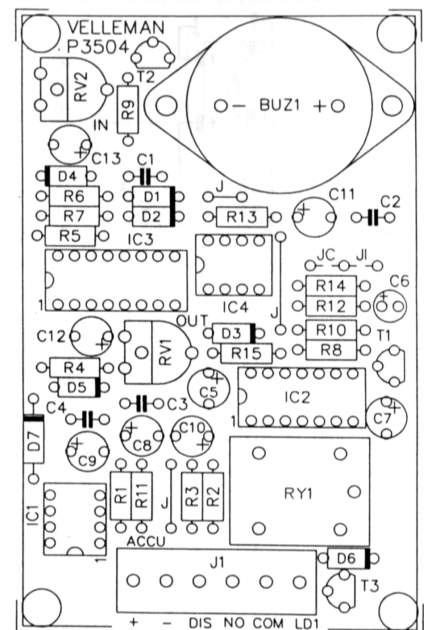 VELLEMAN
P3504
T2
RV2
R9
- BUZ1 +
IN
C13
C1
D4
R6
D1
J
C11
C2
R7
D2
R13
R5
IC3
JC JI
R14
C6
IC4
R12
1
J
OUT
R10
C12
RV1
D3
T1
R15
R8
R4
D5
C5
IC2
D7
C4
C3
1
C7
C8
C10
C9
IC1
R1
R11
J
R3
R2
RY1
1
ACCU
J1
D6
T3
+ - DIS NO COM LD1